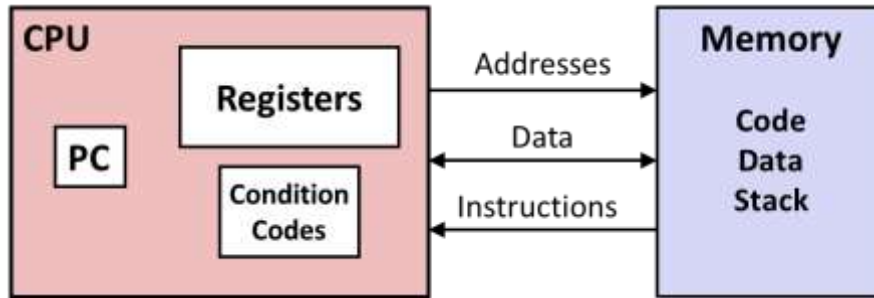 CPU
Registers
PC
Condition
Codes
Addresses
Data
Instructions
Memory
Code
Data
Stack